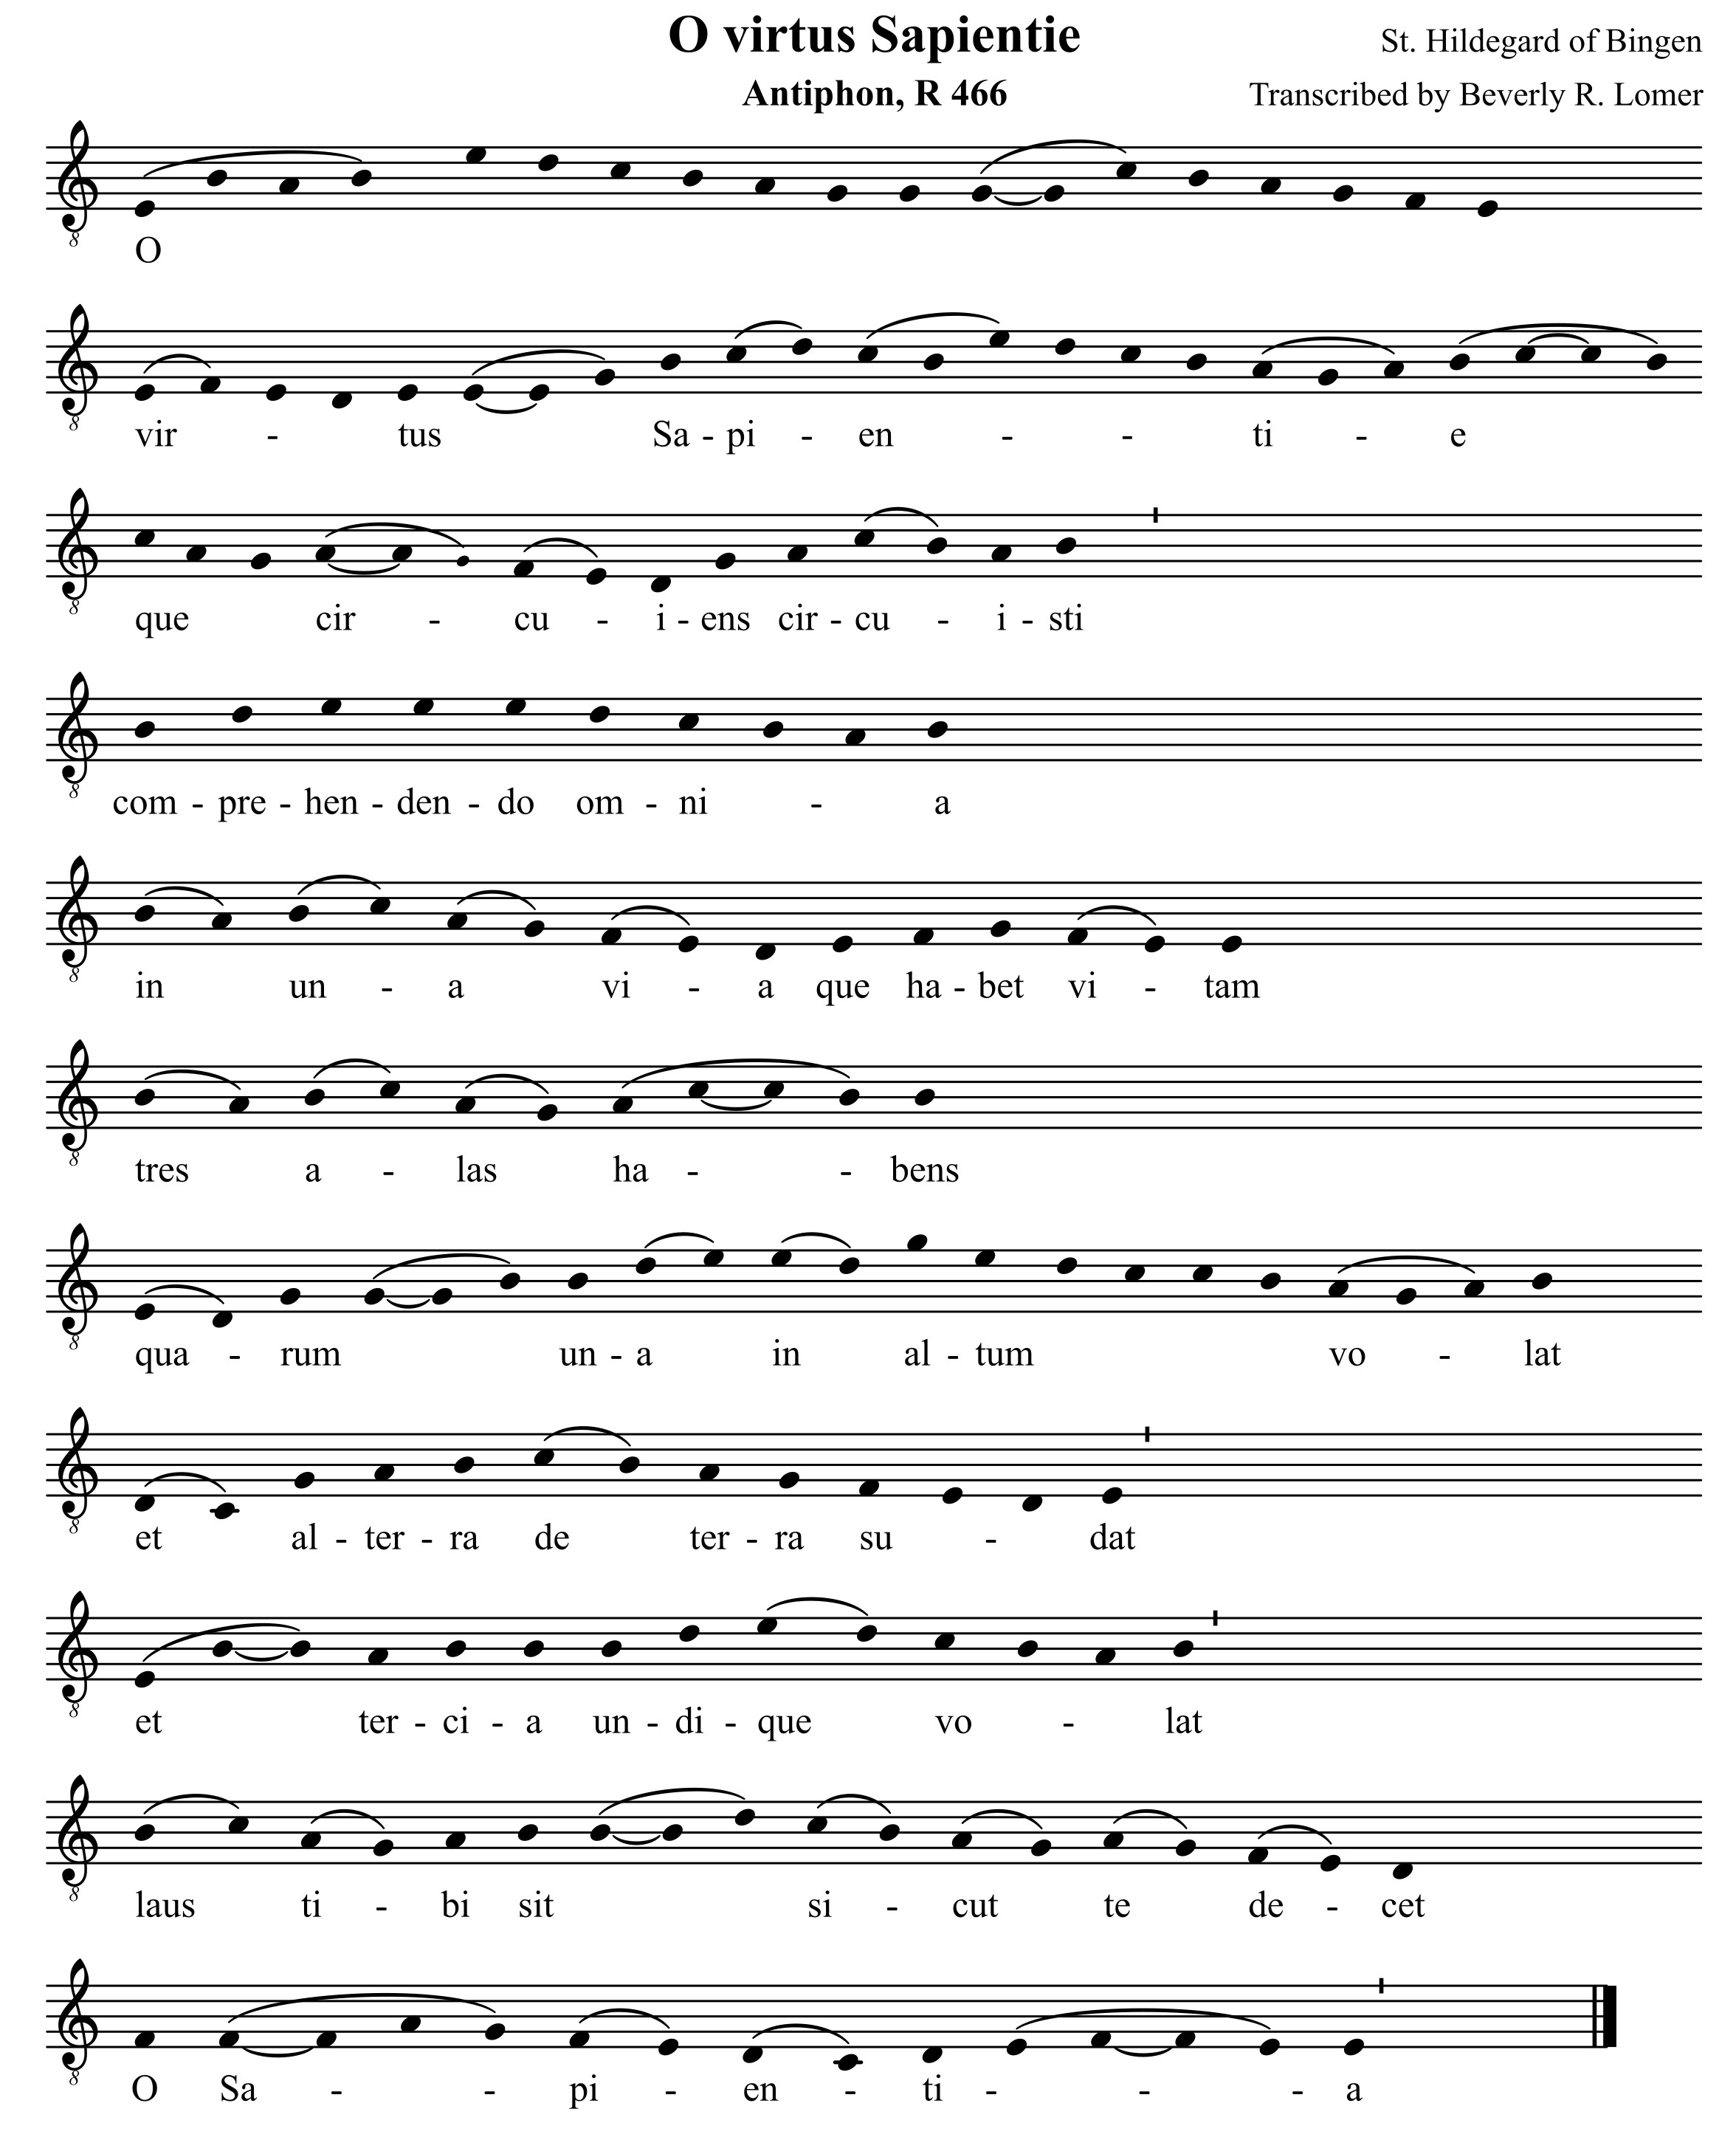 O virtus Sapientie
St. Hildegard of Bingen
Antiphon, R 466
Transcribed by Beverly R. Lomer
O
vir - tus Sa - pi - en - - ti - e
que cir - cu - i - ens cir - cu - i - sti
com - pre - hen - den - do om - ni - a
in un - a vi - a que ha - bet vi - tam
tres a - las ha - - bens
qua - rum un - a in al - tum vo - lat
et al - ter - ra de ter - ra su - dat
et ter - ci - a un - di - que vo - lat
laus ti - bi sit si - cut te de - cet
O Sa - - pi - en - ti - - - a